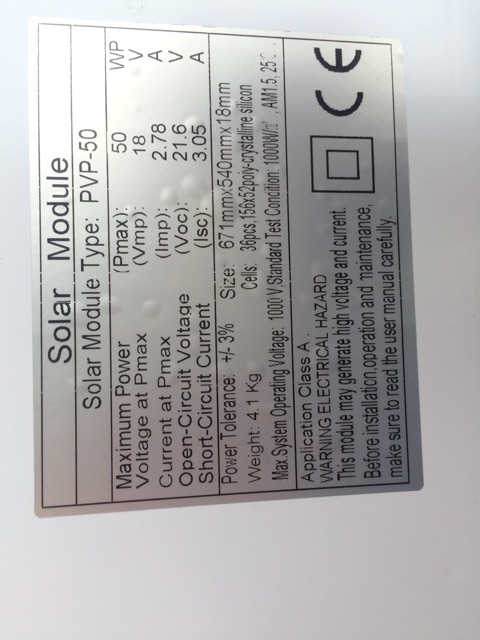 Solar Module
Solar Module Type: PVP-50
Maximum Power (Pmax): 50 WP
Voltage at Pmax (Vmp): 18 V
Current at Pmax (Imp): 2.78 A
Open-Circuit Voltage (Voc): 21.6 V
Short-Circuit Current (Isc): 3.05 A
Power Tolerance: +/- 3% Size: 671mmx540mmx18mm
Weight: 4.1 Kg Cells: 36pcs,156x52poly-crystalline silicon
Max.System Operating Voltage: 1000V,Standard Test Condition: 1000W/㎡ ,AM1.5, 25
Application Class A.
WARNING ELECTRICAL HAZARD
This module may generate high voltage and current.
Before installation,operation and maintenance,
make sure to read the user manual carefully.
CE